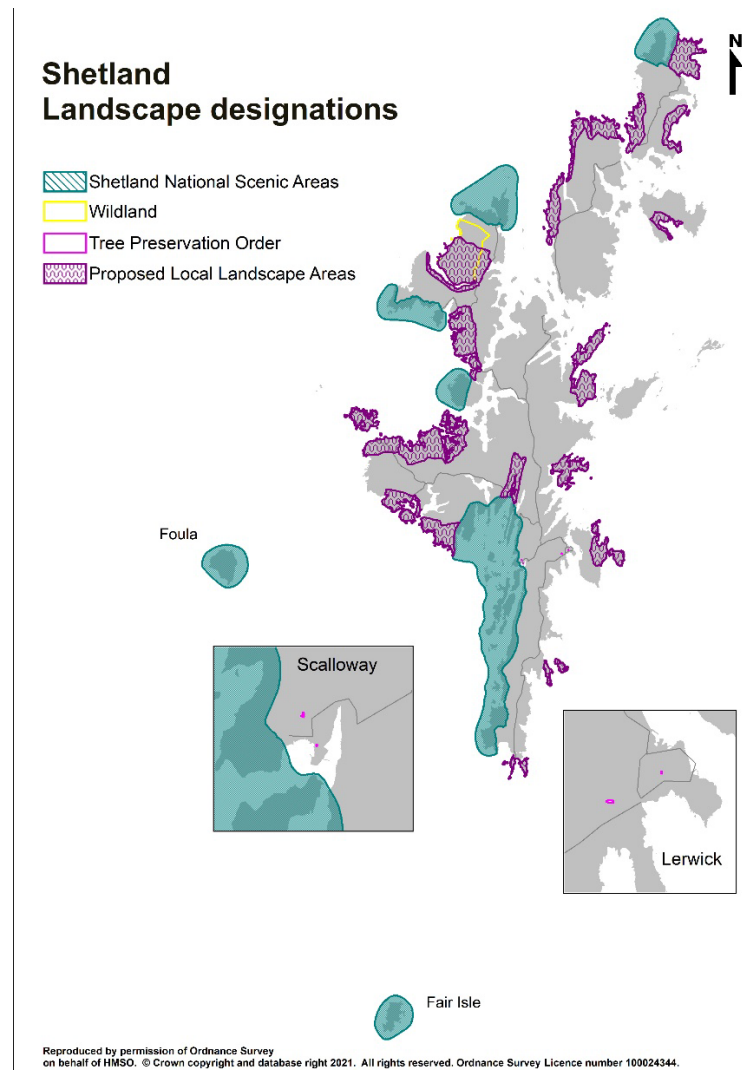 N
Shetland
Landscape designations
Shetland National Scenic Areas
Wildland
Tree Preservation Order
Proposed Local Landscape Areas
Foula
Scalloway
Lerwick
Fair Isle
Reproduced by permission of Ordnance Survey
on behalf of HMSO. © Crown copyright and database right 2021. All rights reserved. Ordnance Survey Licence number 100024344.